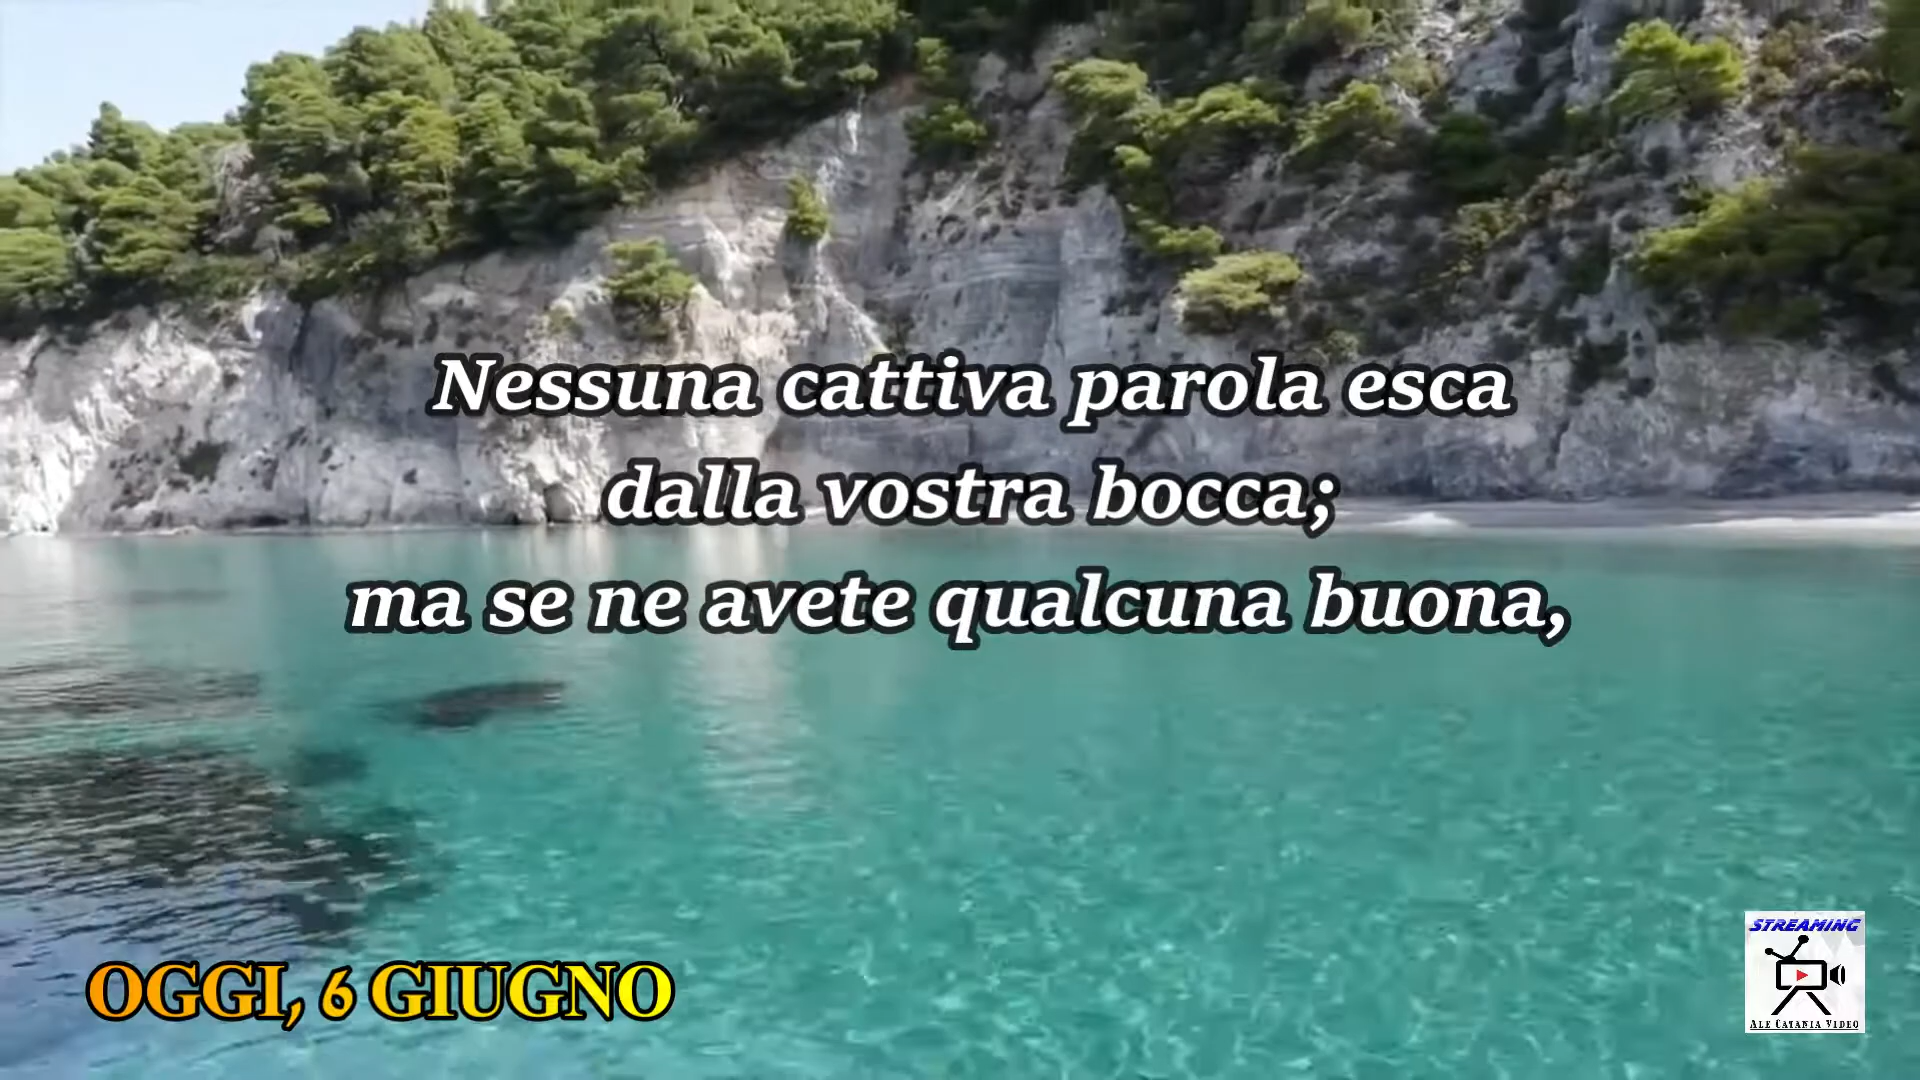 Nessuna cattiva parola esca
dalla vostra bocca;
ma se ne avete qualcuna buona,
OGGI, 6 GIUGNO
STREAMING
ALE CATANIA VIDEO